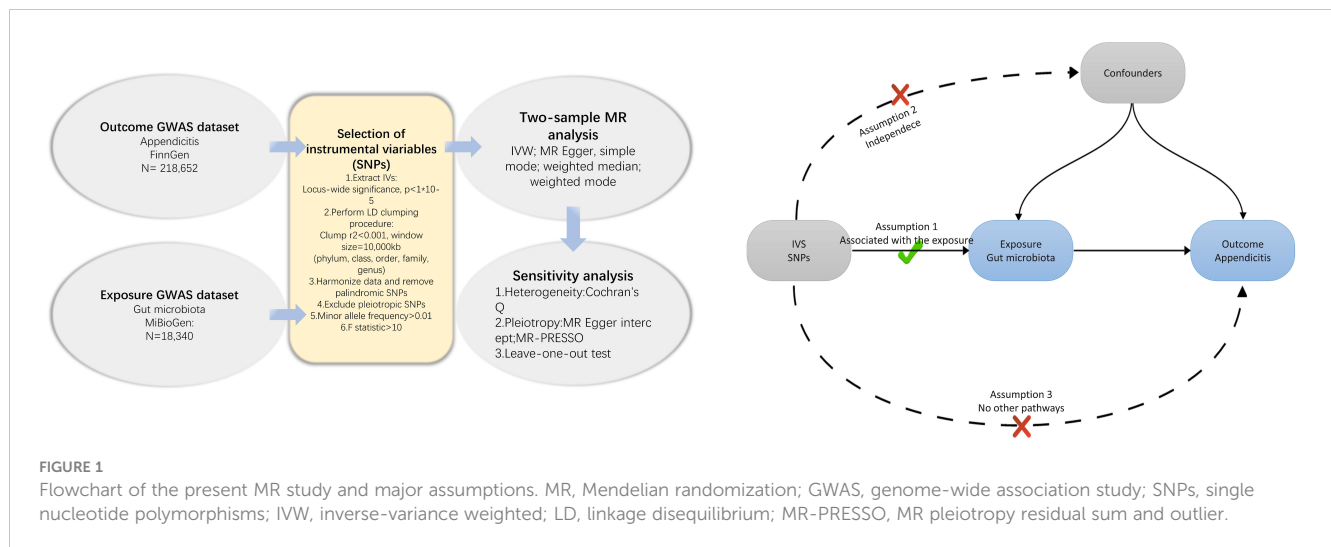 Outcome GWAS dataset
Appendicitis
FinnGen
N= 218,652
Exposure GWAS dataset
Gut microbiota
MiBioGen:
N=18,340
Selection of
instrumental variables
(SNPs)
1.Extract IVs:
Locus-wide significance, p<1*10-
5
2.Perform LD clumping
procedure:
Clump r2<0.001, window
size=10,000kb
(phylum, class, order, family,
genus)
3.Harmonize data and remove
palindromic SNPs
4.Exclude pleiotropic SNPs
5.Minor allele frequency>0.01
6.F statistic>10
Two-sample MR
analysis
IVW; MR Egger, simple
mode; weighted median;
weighted mode
Sensitivity analysis
1.Heterogeneity:Cochran's
Q
2.Pleiotropy:MR Egger interc
ept;MR-PRESSO
3.Leave-one-out test
Confounders
Assumption 2
Independece
Assumption 1
Associated with the exposure
IVS
SNPs
Exposure
Gut microbiota
Outcome
Appendicitis
Assumption 3
No other pathways
FIGURE 1
Flowchart of the present MR study and major assumptions. MR, Mendelian randomization; GWAS, genome-wide association study; SNPs, single
nucleotide polymorphisms; IVW, inverse-variance weighted; LD, linkage disequilibrium; MR-PRESSO, MR pleiotropy residual sum and outlier.